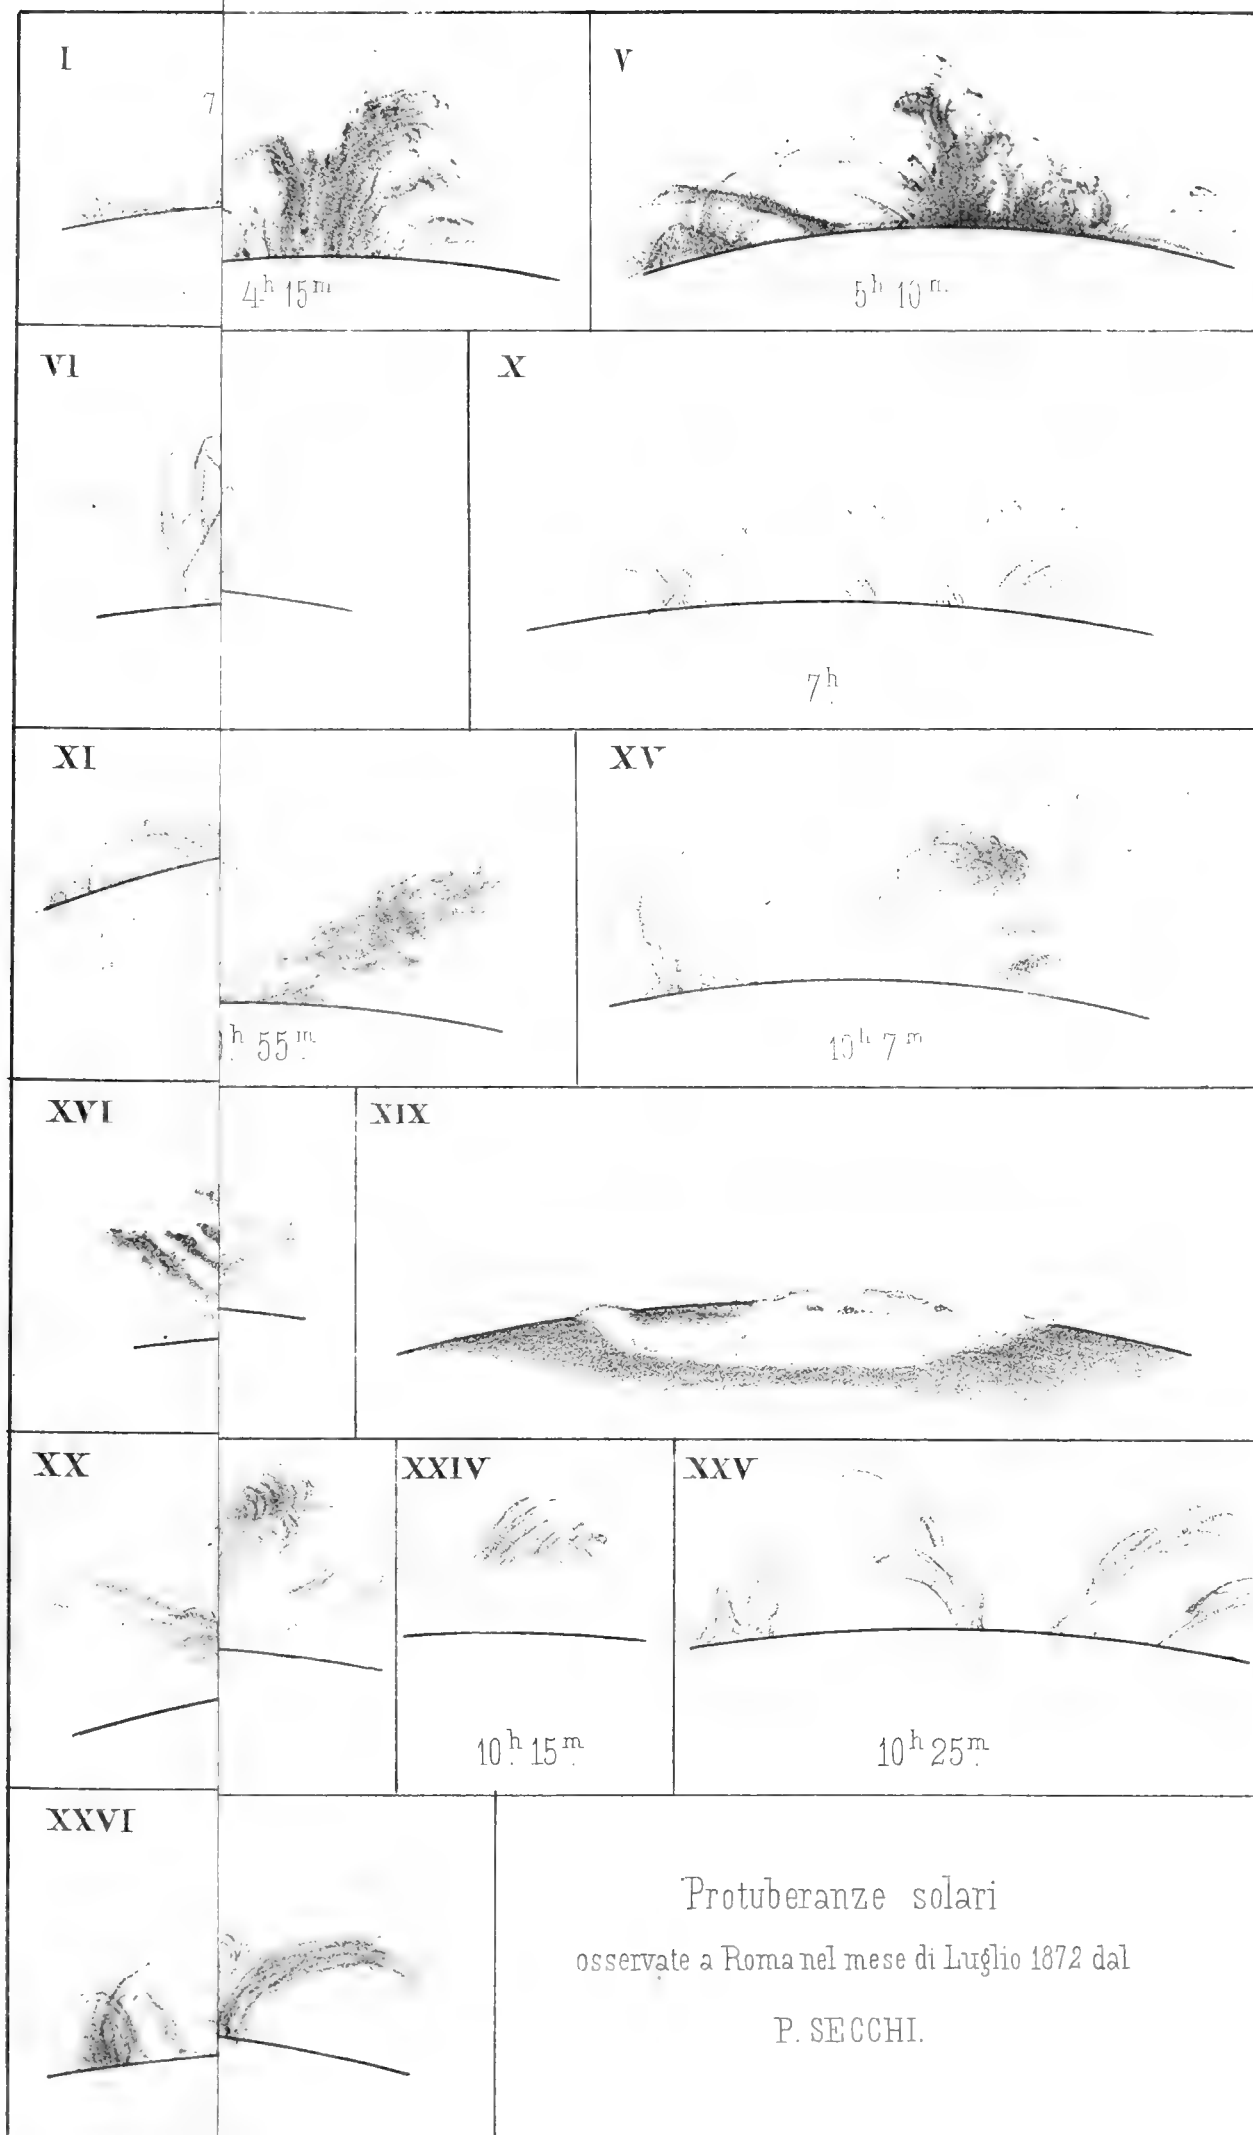 I
7
4ʰ 15ᵐ
V
5ʰ 10ᵐ
VI
X
7ʰ
XI
ʰ 55ᵐ
XV
10ʰ 7ᵐ
XVI
XIX
XX
XXIV
10ʰ 15ᵐ
XXV
10ʰ 25ᵐ
XXVI
Protuberanze solari
osservate a Roma nel mese di Luglio 1872 dal
P. SECCHI.